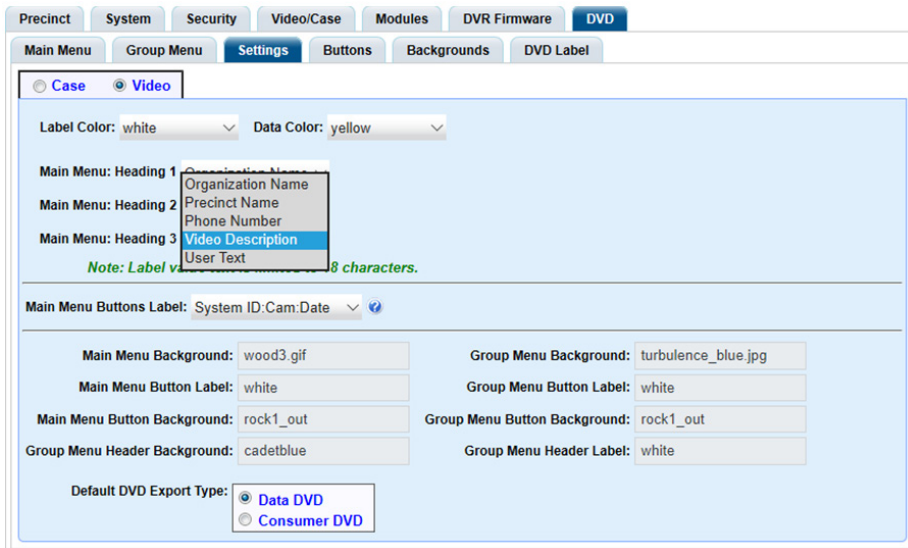 Precinct System Security Video/Case Modules DVR Firmware DVD
Main Menu Group Menu Settings Buttons Backgrounds DVD Label
Case Video
Label Color: white Data Color: yellow
Main Menu: Heading 1 Organization Name
Organization Name
Main Menu: Heading 2 Precinct Name
Phone Number
Main Menu: Heading 3 Video Description
User Text
Note: Label 8 characters.
Main Menu Buttons Label: System ID:Cam:Date
Main Menu Background: wood3.gif Group Menu Background: turbulence_blue.jpg
Main Menu Button Label: white Group Menu Button Label: white
Main Menu Button Background: rock1_out Group Menu Button Background: rock1_out
Group Menu Header Background: cadetblue Group Menu Header Label: white
Default DVD Export Type: Data DVD
Consumer DVD